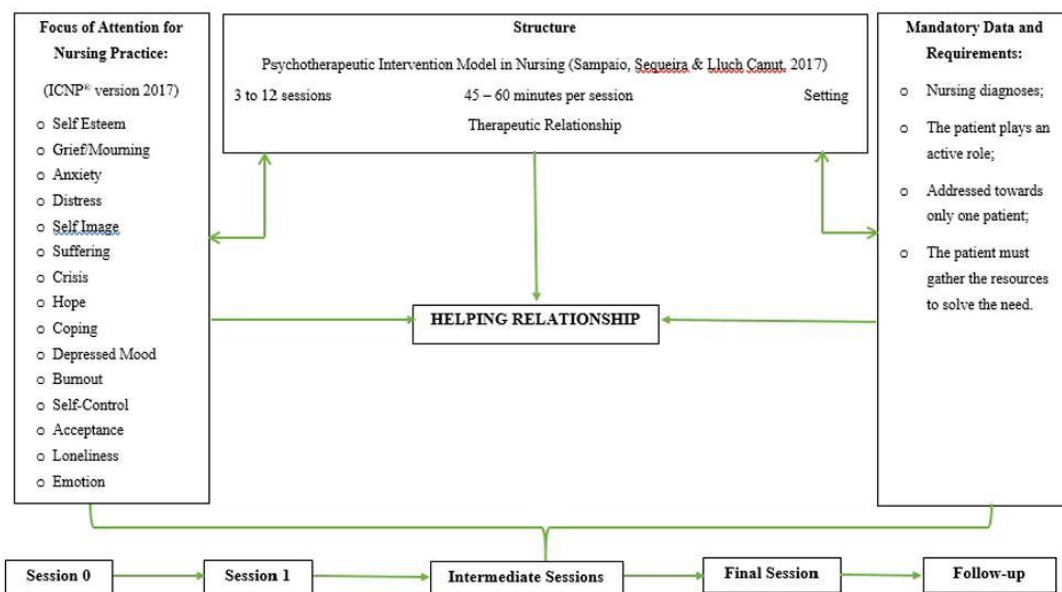 Focus of Attention for
Nursing Practice:
(ICNP® version 2017)
o Self Esteem
o Grief/Mourning
o Anxiety
o Distress
o Self Image
o Suffering
o Crisis
o Hope
o Coping
o Depressed Mood
o Burnout
o Self-Control
o Acceptance
o Loneliness
o Emotion
Structure
Psychotherapeutic Intervention Model in Nursing (Sampaio, Sequeira & Lluch Canut, 2017)
3 to 12 sessions 45 – 60 minutes per session Setting
Therapeutic Relationship
Mandatory Data and
Requirements:
o Nursing diagnoses;
o The patient plays an
active role;
o Addressed towards
only one patient;
o The patient must
gather the resources
to solve the need.
HELPING RELATIONSHIP
Session 0
Session 1
Intermediate Sessions
Final Session
Follow-up